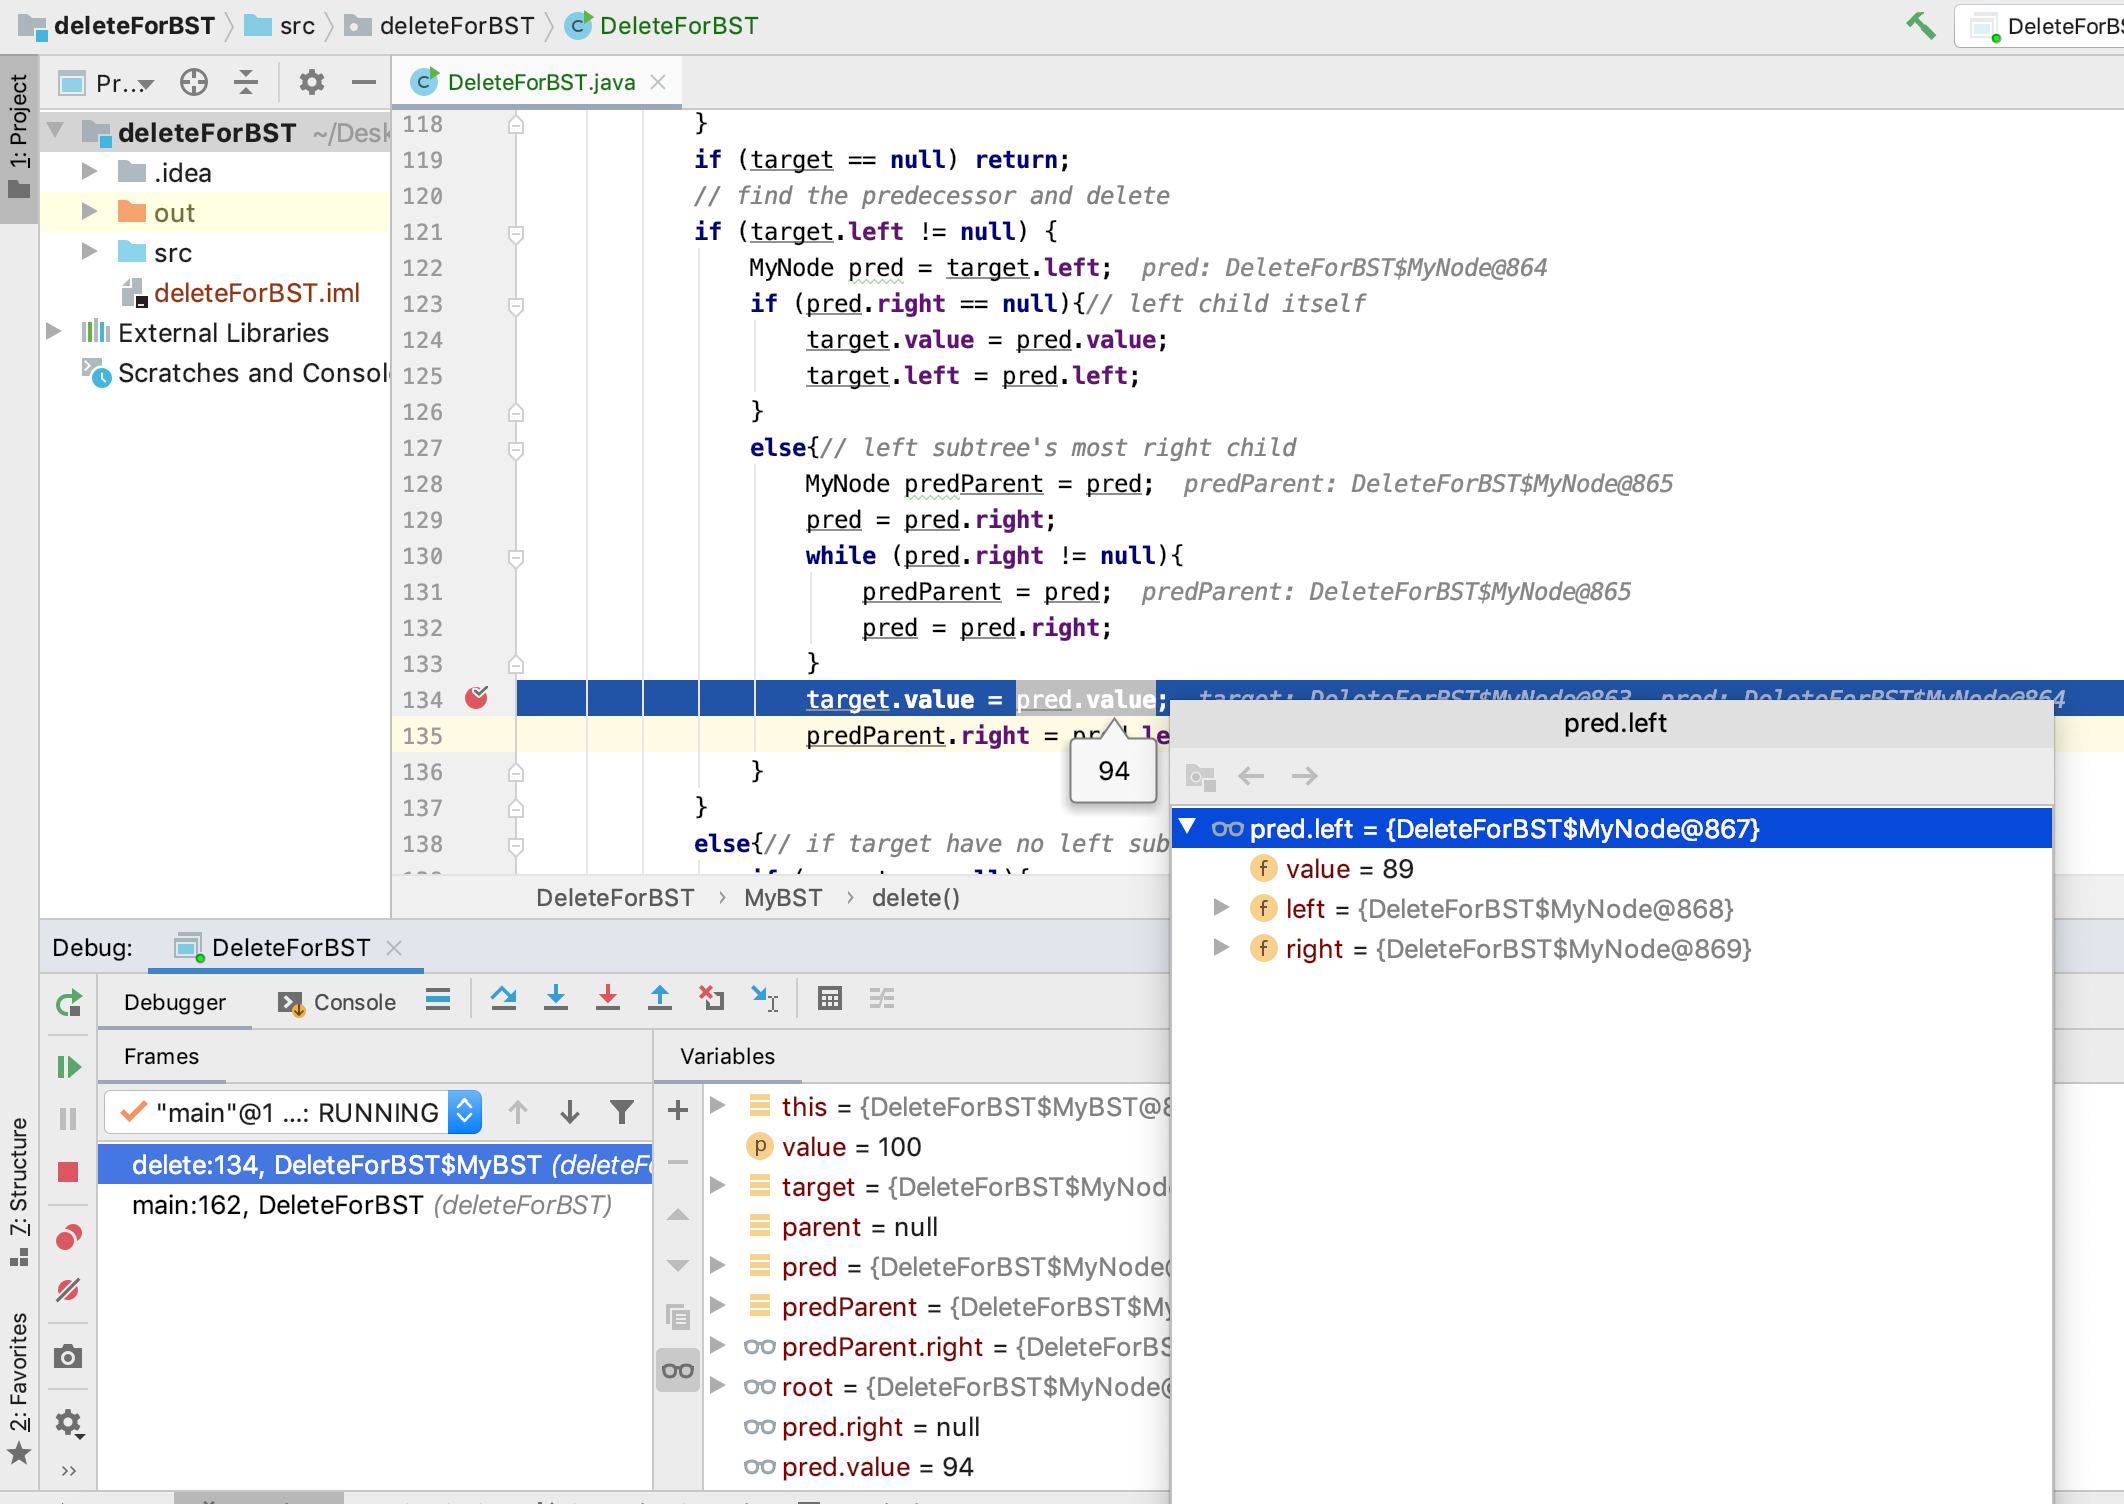 deleteForBST src deleteForBST DeleteForBST
1: Project
Pr...
DeleteForBST.java
deleteForBST ~/Desk
.idea
out
src
deleteForBST.iml
External Libraries
Scratches and Consol
118 }
119 if (target == null) return;
120 // find the predecessor and delete
121 if (target.left != null) {
122 MyNode pred = target.left; pred: DeleteForBST$MyNode@864
123 if (pred.right == null){// left child itself
124 target.value = pred.value;
125 target.left = pred.left;
126 }
127 else{// left subtree's most right child
128 MyNode predParent = pred; predParent: DeleteForBST$MyNode@865
129 pred = pred.right;
130 while (pred.right != null){
131 predParent = pred; predParent: DeleteForBST$MyNode@865
132 pred = pred.right;
133 }
134 target.value = pred.value; target: DeleteForBST$MyNode@863 pred: DeleteForBST$MyNode@864
135 predParent.right =
136 }
137 }
138 else{// if target have no left sub
94
pred.left
pred.left = {DeleteForBST$MyNode@867}
value = 89
left = {DeleteForBST$MyNode@868}
right = {DeleteForBST$MyNode@869}
DeleteForBST › MyBST › delete()
Debug: DeleteForBST
Debugger Console
Frames
Variables
"main"@1 ...: RUNNING
delete:134, DeleteForBST$MyBST (deleteF
main:162, DeleteForBST (deleteForBST)
this = {DeleteForBST$MyBST@8
value = 100
target = {DeleteForBST$MyNod
parent = null
pred = {DeleteForBST$MyNode@
predParent = {DeleteForBST$My
predParent.right = {DeleteForBS
root = {DeleteForBST$MyNode@
pred.right = null
pred.value = 94
7: Structure
2: Favorites